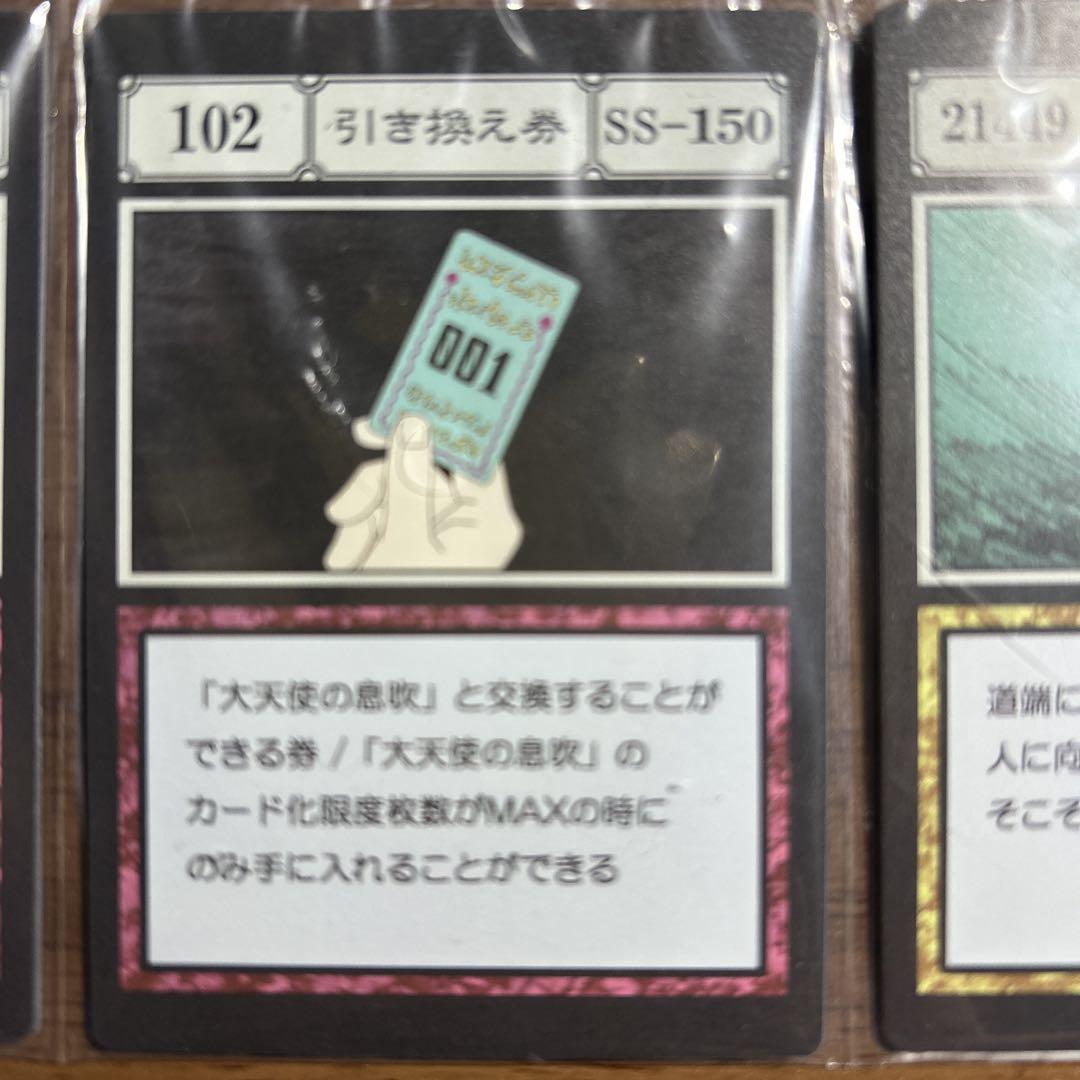 102 引き換え券 SS-150
001
「大天使の息吹」と交換することが
できる券 /「大天使の息吹」の
カード化限度枚数がMAXの時に
のみ手に入れることができる
21449
道端に
人に向
そこそ